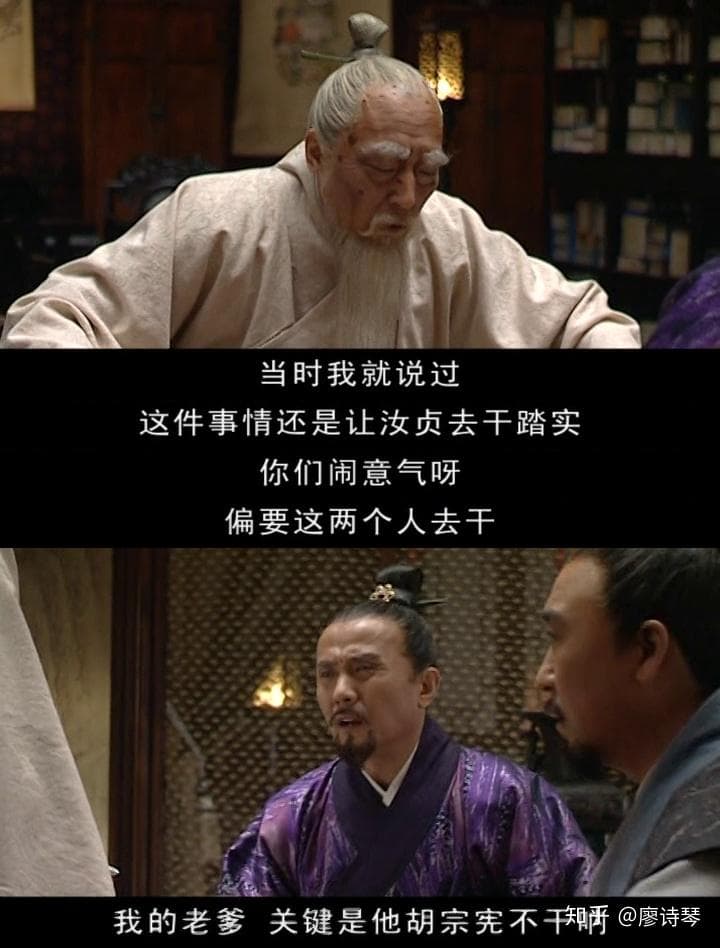 当时我就说过
这件事情还是让汝贞去干踏实
你们闹意气呀
偏要这两个人去干
我的老爹 关键是他胡宗宪不干啊
知乎 @廖诗琴